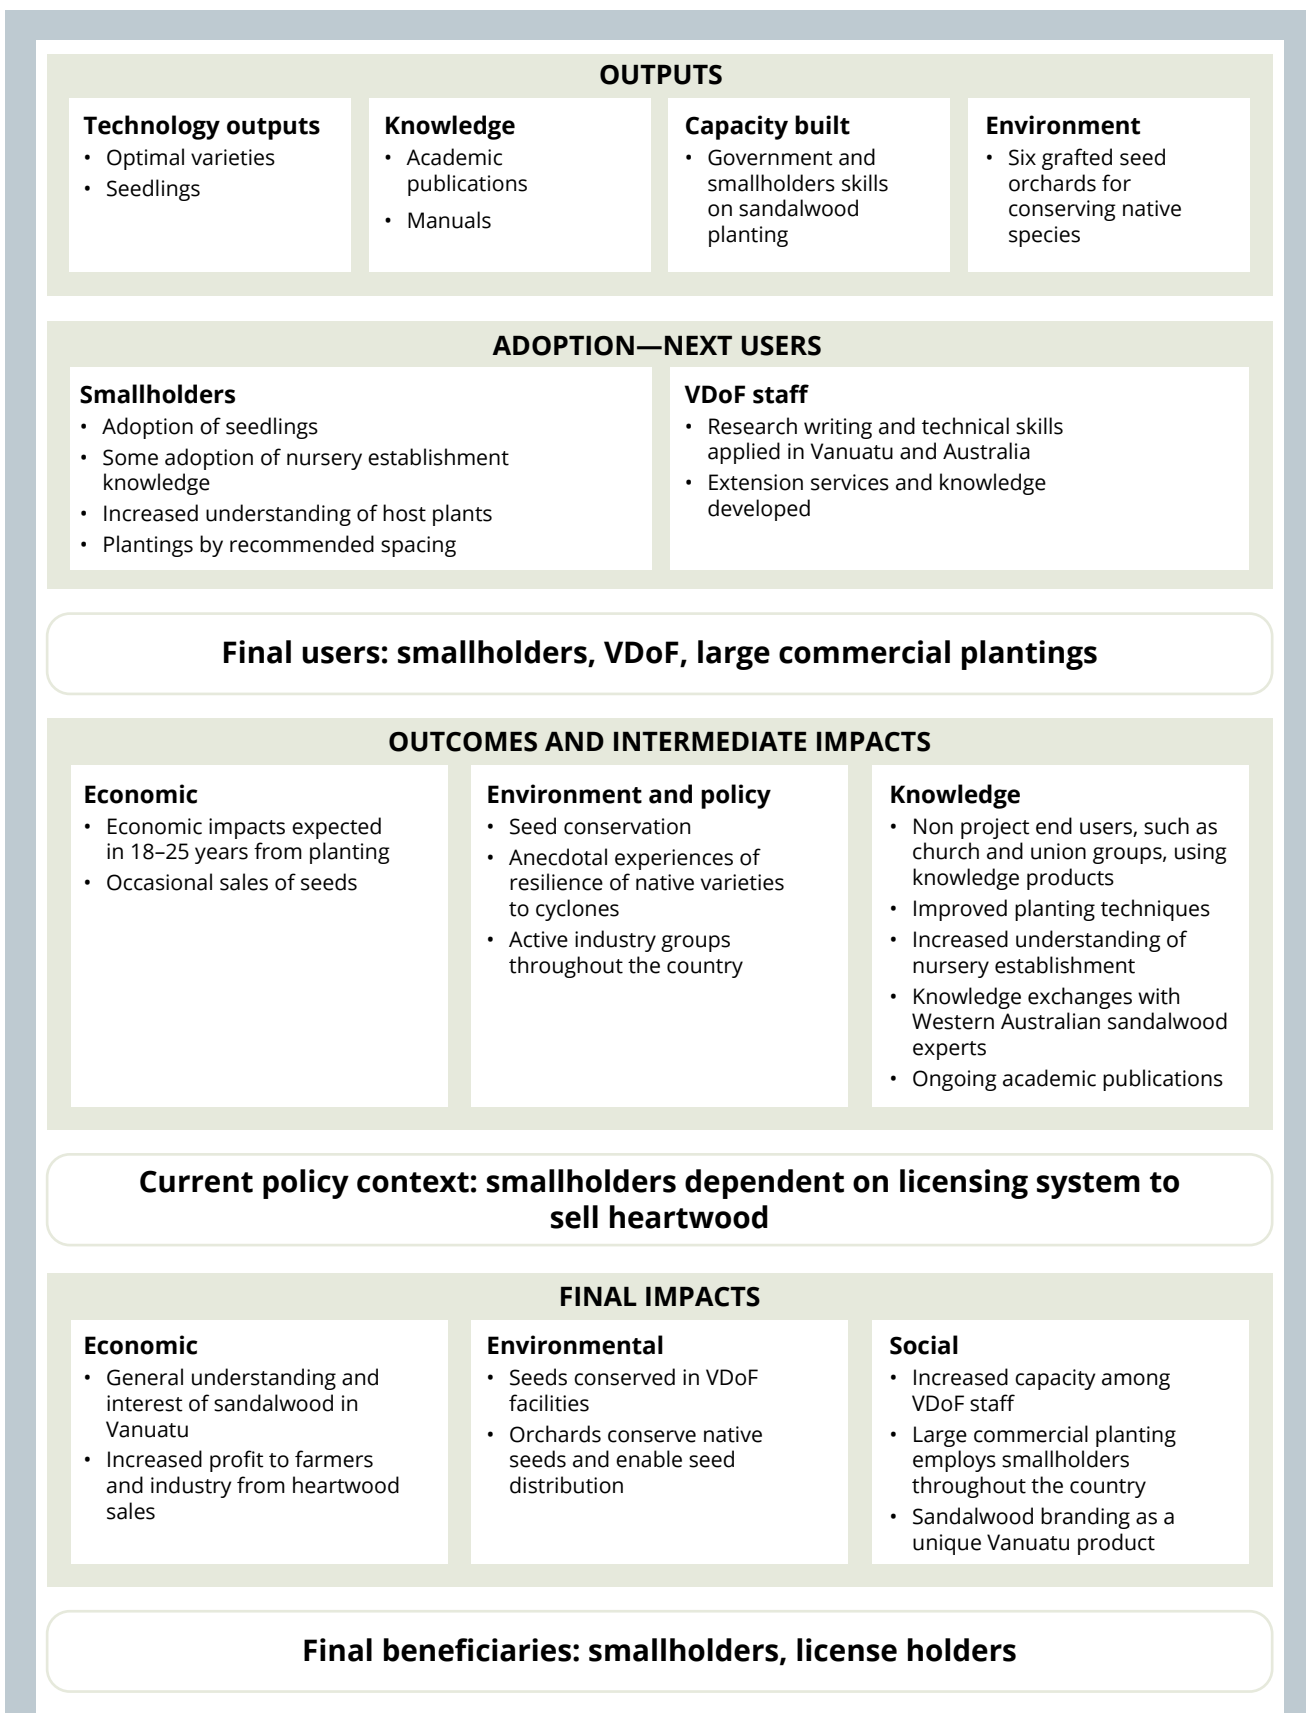 OUTPUTS
Technology outputs
• Optimal varieties
• Seedlings
Knowledge
• Academic
publications
• Manuals
Capacity built
• Government and
smallholders skills
on sandalwood
planting
Environment
• Six grafted seed
orchards for
conserving native
species
ADOPTION—NEXT USERS
Smallholders
• Adoption of seedlings
• Some adoption of nursery establishment
knowledge
• Increased understanding of host plants
• Plantings by recommended spacing
VDoF staff
• Research writing and technical skills
applied in Vanuatu and Australia
• Extension services and knowledge
developed
Final users: smallholders, VDoF, large commercial plantings
OUTCOMES AND INTERMEDIATE IMPACTS
Economic
• Economic impacts expected
in 18–25 years from planting
• Occasional sales of seeds
Environment and policy
• Seed conservation
• Anecdotal experiences of
resilience of native varieties
to cyclones
• Active industry groups
throughout the country
Knowledge
• Non project end users, such as
church and union groups, using
knowledge products
• Improved planting techniques
• Increased understanding of
nursery establishment
• Knowledge exchanges with
Western Australian sandalwood
experts
• Ongoing academic publications
Current policy context: smallholders dependent on licensing system to
sell heartwood
FINAL IMPACTS
Economic
• General understanding and
interest of sandalwood in
Vanuatu
• Increased profit to farmers
and industry from heartwood
sales
Environmental
• Seeds conserved in VDoF
facilities
• Orchards conserve native
seeds and enable seed
distribution
Social
• Increased capacity among
VDoF staff
• Large commercial planting
employs smallholders
throughout the country
• Sandalwood branding as a
unique Vanuatu product
Final beneficiaries: smallholders, license holders